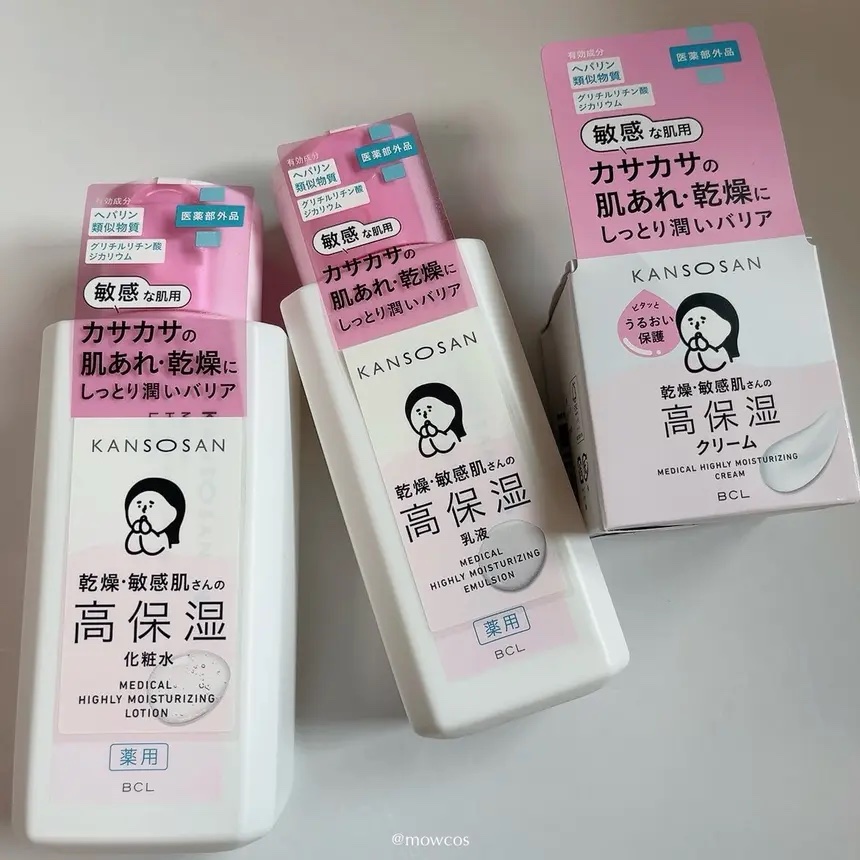 有効成分
ヘパリン
類似物質
グリチルリチン酸
ジカリウム
医薬部外品
敏感な肌用
カサカサの
肌あれ・乾燥に
しっとり潤いバリア
KANSOSAN
乾燥・敏感肌さんの
高保湿
化粧水
MEDICAL
HIGHLY MOISTURIZING
LOTION
薬用
BCL
有効成分
ヘパリン
類似物質
グリチルリチン酸
ジカリウム
医薬部外品
敏感な肌用
カサカサの
肌あれ・乾燥に
しっとり潤いバリア
KANSOSAN
乾燥・敏感肌さんの
高保湿
乳液
MEDICAL
HIGHLY MOISTURIZING
EMULSION
薬用
BCL
有効成分
ヘパリン
類似物質
グリチルリチン酸
ジカリウム
医薬部外品
敏感な肌用
カサカサの
肌あれ・乾燥に
しっとり潤いバリア
KANSOSAN
ピタッと
うるおい
保護
乾燥・敏感肌さんの
高保湿
クリーム
MEDICAL HIGHLY MOISTURIZING
CREAM
BCL
@mowcos